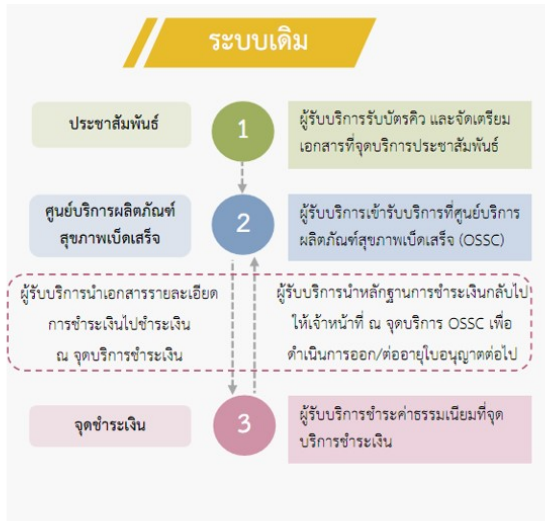 ระบบเดิม
ประชาสัมพันธ์
1
ผู้รับบริการรับบัตรคิว และจัดเตรียม
เอกสารที่จุดบริการประชาสัมพันธ์
ศูนย์บริการผลิตภัณฑ์
สุขภาพเบ็ดเสร็จ
2
ผู้รับบริการเข้ารับบริการที่ศูนย์บริการ
ผลิตภัณฑ์สุขภาพเบ็ดเสร็จ (OSSC)
ผู้รับบริการนำเอกสารรายละเอียด
การชำระเงินไปชำระเงิน
ณ จุดบริการชำระเงิน
ผู้รับบริการนำหลักฐานการชำระเงินกลับไป
ให้เจ้าหน้าที่ ณ จุดบริการ OSSC เพื่อ
ดำเนินการออก/ต่ออายุใบอนุญาตต่อไป
จุดชำระเงิน
3
ผู้รับบริการชำระค่าธรรมเนียมที่จุด
บริการชำระเงิน